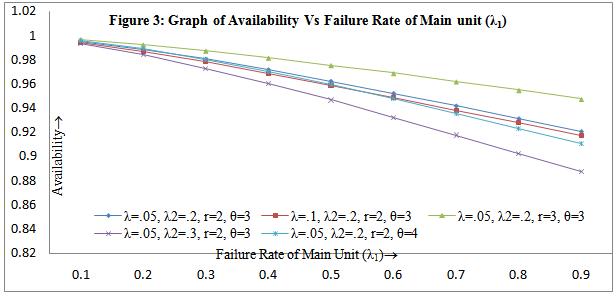 Figure 3: Graph of Availability Vs Failure Rate of Main unit (λ₁)
1.02
1
0.98
0.96
0.94
0.92
0.9
0.88
0.86
0.84
0.82
Availability→
λ=.05, λ2=.2, r=2, θ=3
λ=.1, λ2=.2, r=2, θ=3
λ=.05, λ2=.2, r=3, θ=3
λ=.05, λ2=.3, r=2, θ=3
λ=.05, λ2=.2, r=2, θ=4
Failure Rate of Main Unit (λ₁)→
0.1 0.2 0.3 0.4 0.5 0.6 0.7 0.8 0.9